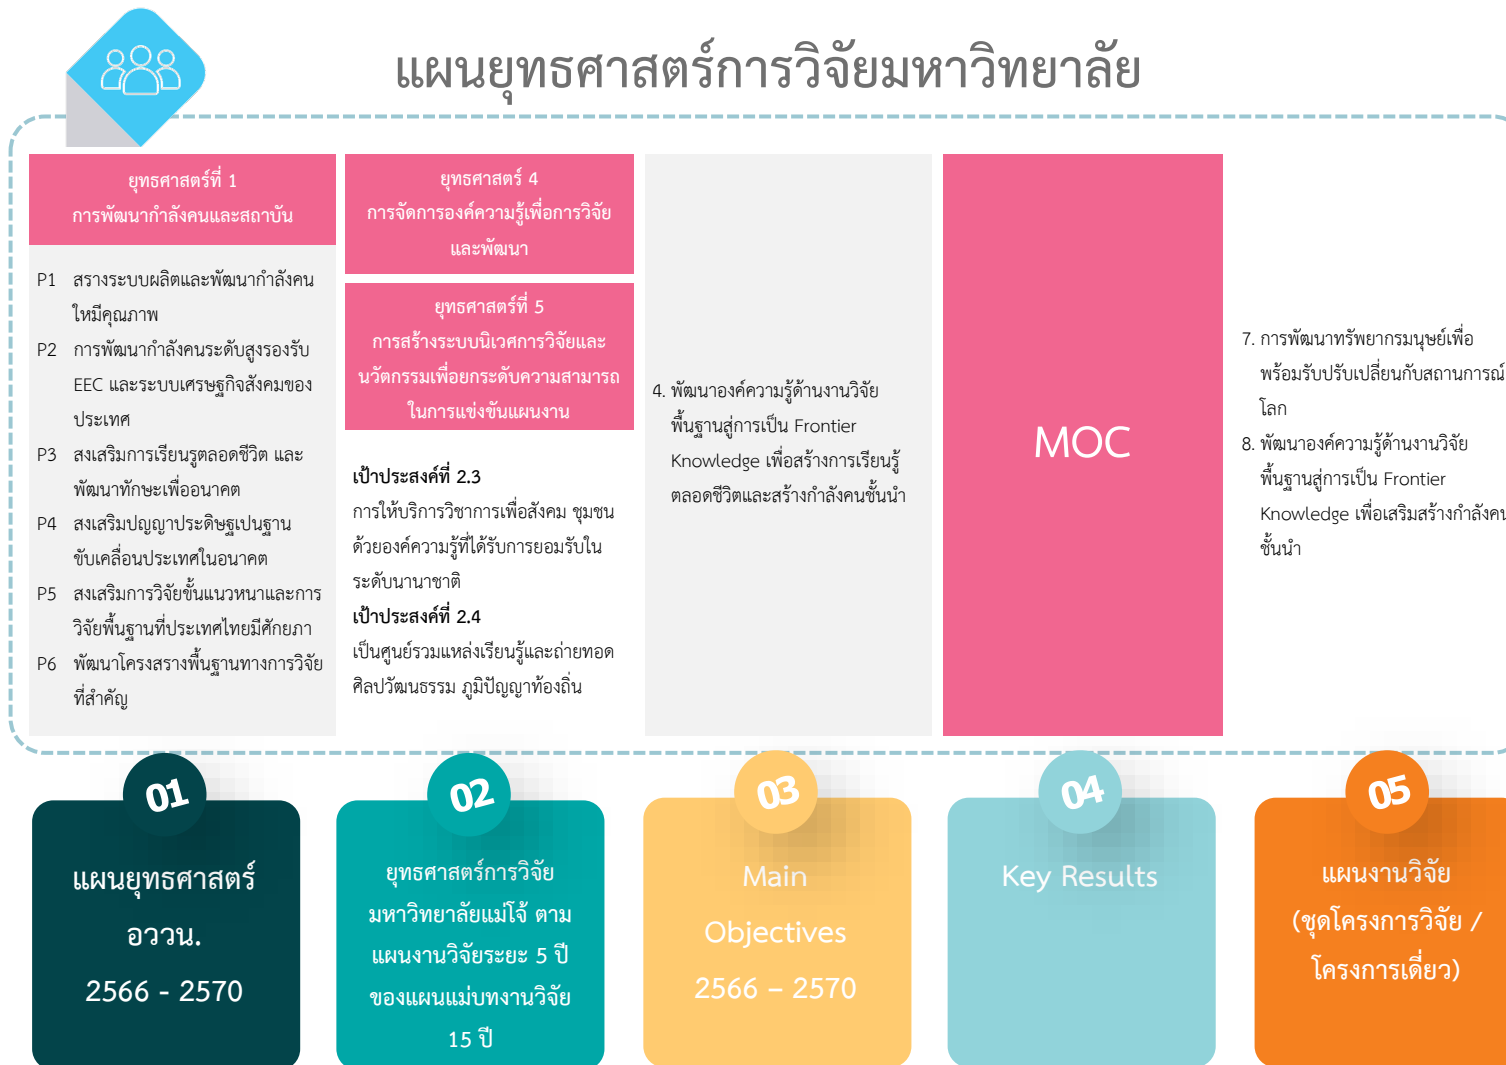 แผนยุทธศาสตร์การวิจัยมหาวิทยาลัย
ยุทธศาสตร์ที่ 1
การพัฒนากำลังคนและสถาบัน
P1 สรางระบบผลิตและพัฒนากำลังคน
ใหมีคุณภาพ
P2 การพัฒนากำลังคนระดับสูงรองรับ
EEC และระบบเศรษฐกิจสังคมของ
ประเทศ
P3 สงเสริมการเรียนรูตลอดชีวิต และ
พัฒนาทักษะเพื่ออนาคต
P4 สงเสริมปญญาประดิษฐเปนฐาน
ขับเคลื่อนประเทศในอนาคต
P5 สงเสริมการวิจัยขั้นแนวหนาและการ
วิจัยพื้นฐานที่ประเทศไทยมีศักยภา
P6 พัฒนาโครงสรางพื้นฐานทางการวิจัย
ที่สำคัญ
ยุทธศาสตร์ 4
การจัดการองค์ความรู้เพื่อการวิจัย
และพัฒนา
ยุทธศาสตร์ที่ 5
การสร้างระบบนิเวศการวิจัยและ
นวัตกรรมเพื่อยกระดับความสามารถ
ในการแข่งขันแผนงาน
เป้าประสงค์ที่ 2.3
การให้บริการวิชาการเพื่อสังคม ชุมชน
ด้วยองค์ความรู้ที่ได้รับการยอมรับใน
ระดับนานาชาติ
เป้าประสงค์ที่ 2.4
เป็นศูนย์รวมแหล่งเรียนรู้และถ่ายทอด
ศิลปวัฒนธรรม ภูมิปัญญาท้องถิ่น
4. พัฒนาองค์ความรู้ด้านงานวิจัย
พื้นฐานสู่การเป็น Frontier
Knowledge เพื่อสร้างการเรียนรู้
ตลอดชีวิตและสร้างกำลังคนชั้นนำ
MOC
7. การพัฒนาทรัพยากรมนุษย์เพื่อ
พร้อมรับปรับเปลี่ยนกับสถานการณ์
โลก
8. พัฒนาองค์ความรู้ด้านงานวิจัย
พื้นฐานสู่การเป็น Frontier
Knowledge เพื่อเสริมสร้างกำลังคน
ชั้นนำ
01
แผนยุทธศาสตร์
อววน.
2566 - 2570
02
ยุทธศาสตร์การวิจัย
มหาวิทยาลัยแม่โจ้ ตาม
แผนงานวิจัยระยะ 5 ปี
ของแผนแม่บทงานวิจัย
15 ปี
03
Main
Objectives
2566 – 2570
04
Key Results
05
แผนงานวิจัย
(ชุดโครงการวิจัย /
โครงการเดี่ยว)